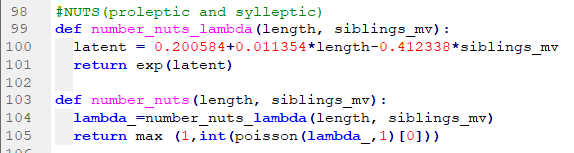 98 #NUTS(proleptic and sylleptic)
99 def number_nuts_lambda(length, siblings_mv):
100 latent = 0.200584+0.011354*length-0.412338*siblings_mv
101 return exp(latent)
102
103 def number_nuts(length, siblings_mv):
104 lambda_=number_nuts_lambda(length, siblings_mv)
105 return max (1,int(poisson(lambda_,1)[0]))